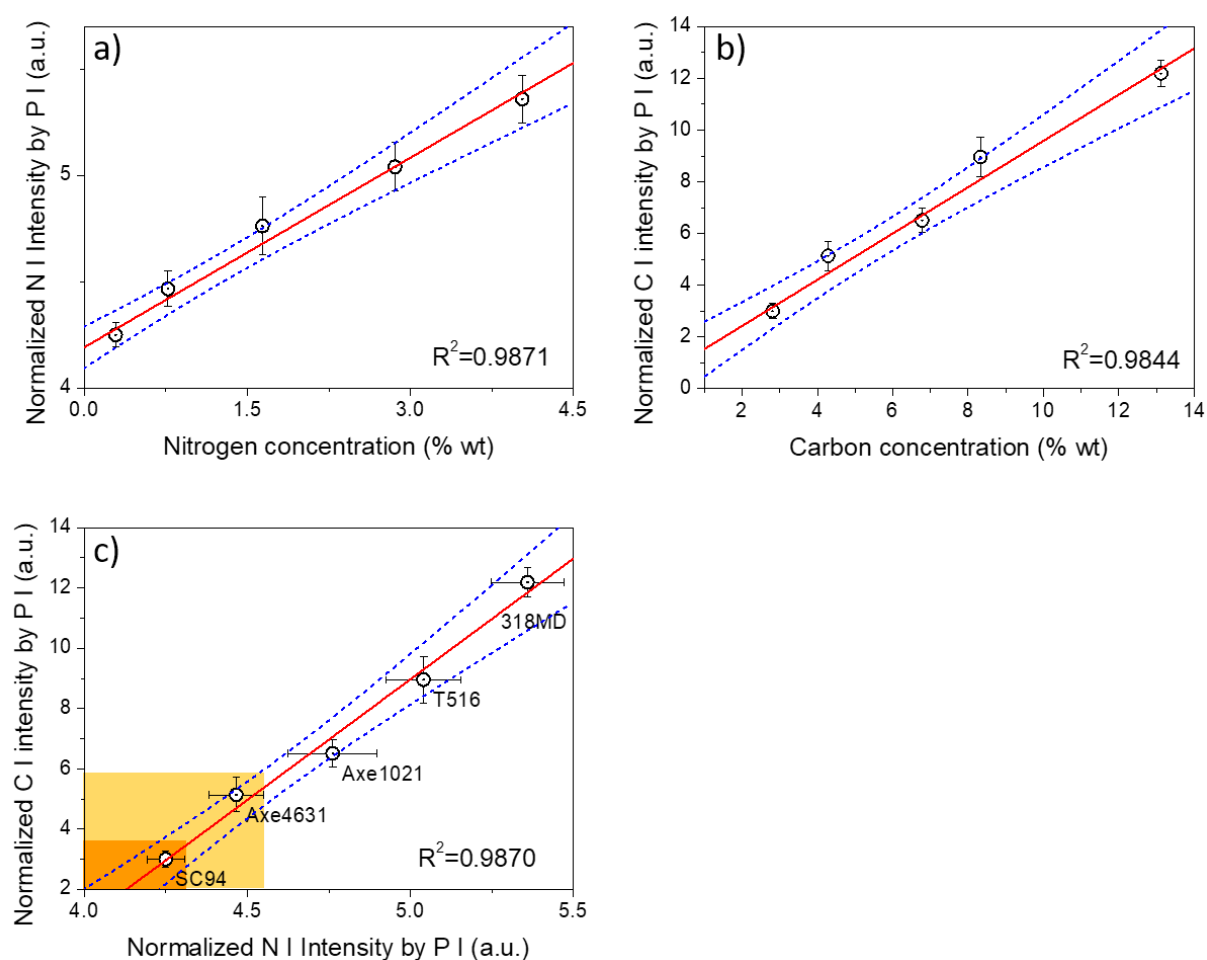 a)
Normalized N I Intensity by P I (a.u.)
5
4
R²=0.9871
0.0 1.5 3.0 4.5
Nitrogen concentration (% wt)
b)
Normalized C I intensity by P I (a.u.)
14
12
10
8
6
4
2
0
R²=0.9844
2 4 6 8 10 12 14
Carbon concentration (% wt)
c)
Normalized C I intensity by P I (a.u.)
14
12
10
8
6
4
2
318MD
T516
Axe1021
Axe4631
SC94
R²=0.9870
4.0 4.5 5.0 5.5
Normalized N I Intensity by P I (a.u.)